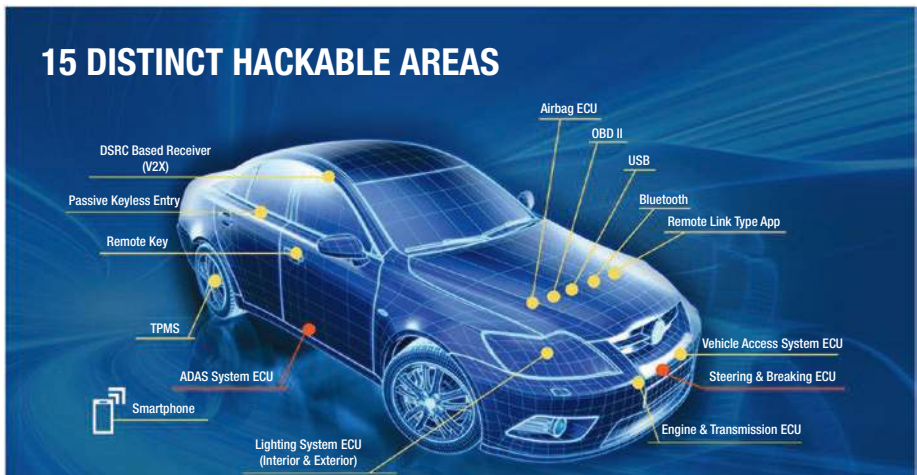 15 DISTINCT HACKABLE AREAS
Airbag ECU
OBD II
USB
Bluetooth
Remote Link Type App
DSRC Based Receiver
(V2X)
Passive Keyless Entry
Remote Key
TPMS
ADAS System ECU
Smartphone
Lighting System ECU
(Interior & Exterior)
Vehicle Access System ECU
Steering & Breaking ECU
Engine & Transmission ECU